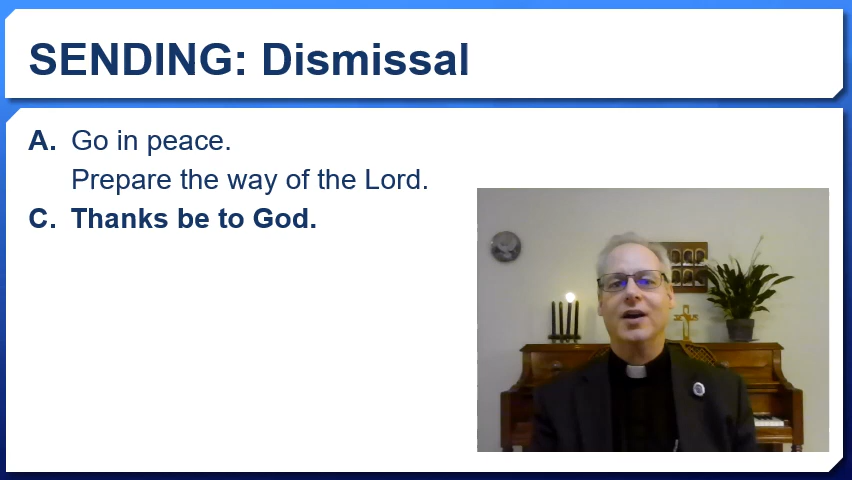 SENDING: Dismissal
A. Go in peace.
Prepare the way of the Lord.
C. Thanks be to God.